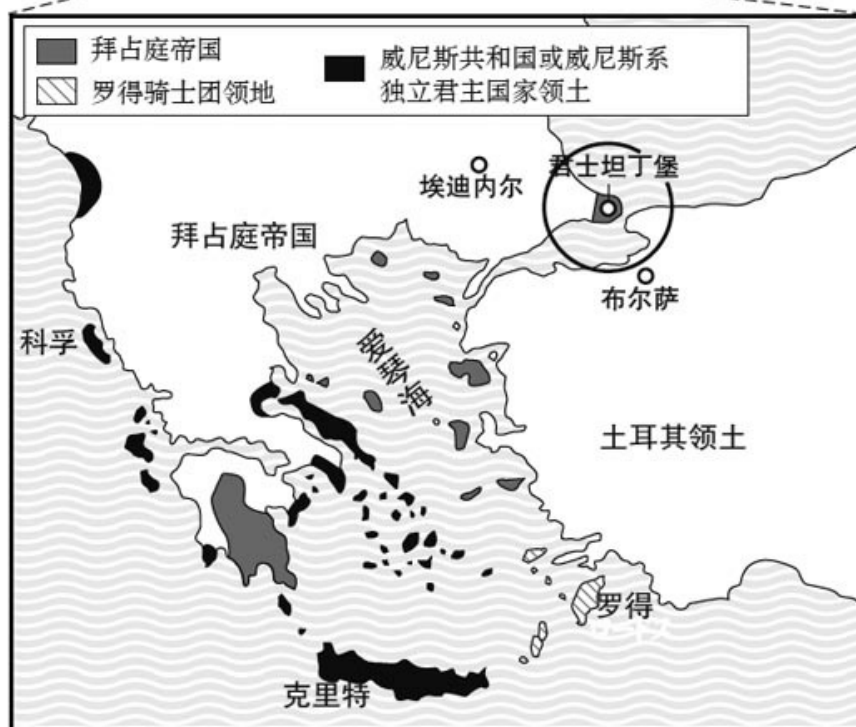 拜占庭帝国
罗得骑士团领地
威尼斯共和国或威尼斯系
独立君主国家领土
君士坦丁堡
埃迪内尔
拜占庭帝国
布尔萨
科孚
爱琴海
土耳其领土
罗得
克里特